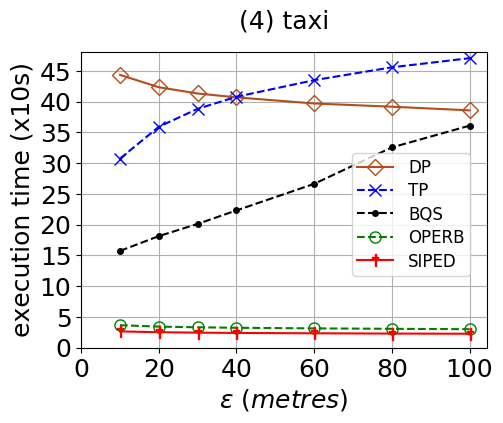 (4) taxi
execution time (x10s)
45
40
35
30
25
20
15
10
5
0
DP
TP
BQS
OPERB
SIPED
0 20 40 60 80 100
ε (metres)